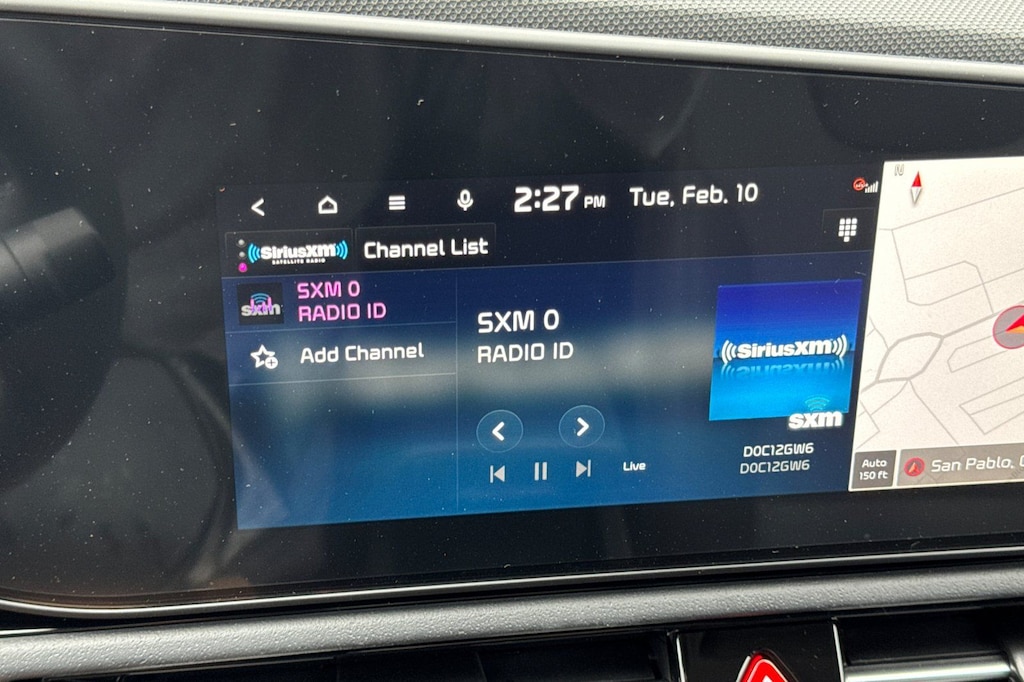 2:27 PM Tue, Feb. 10
N
SiriusXM Channel List
SATELLITE RADIO
sxm
SXM 0
RADIO ID
Add Channel
SXM 0
RADIO ID
SiriusXM
sxm
D0C12GW6
D0C12GW6
Live
Auto
150 ft
San Pablo, C